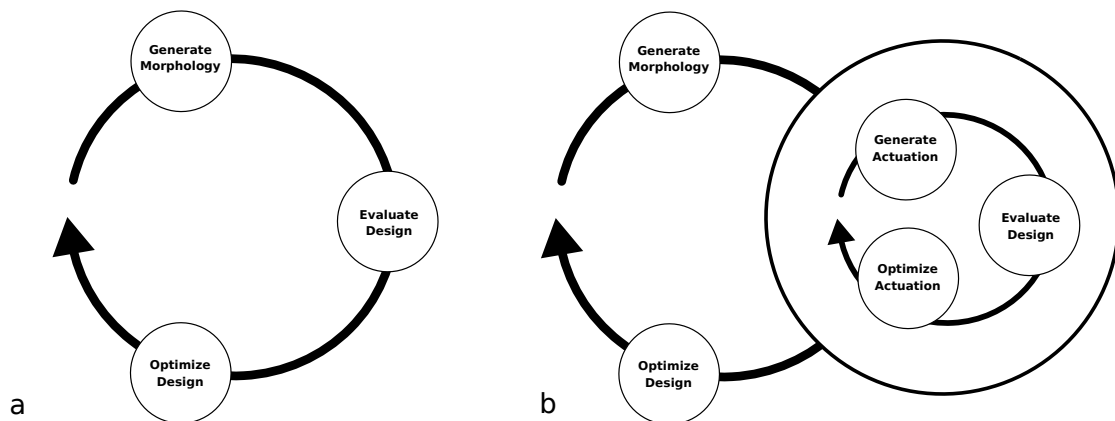 Generate
Morphology
Evaluate
Design
Optimize
Design
a
Generate
Morphology
Generate
Actuation
Evaluate
Design
Optimize
Actuation
Optimize
Design
b